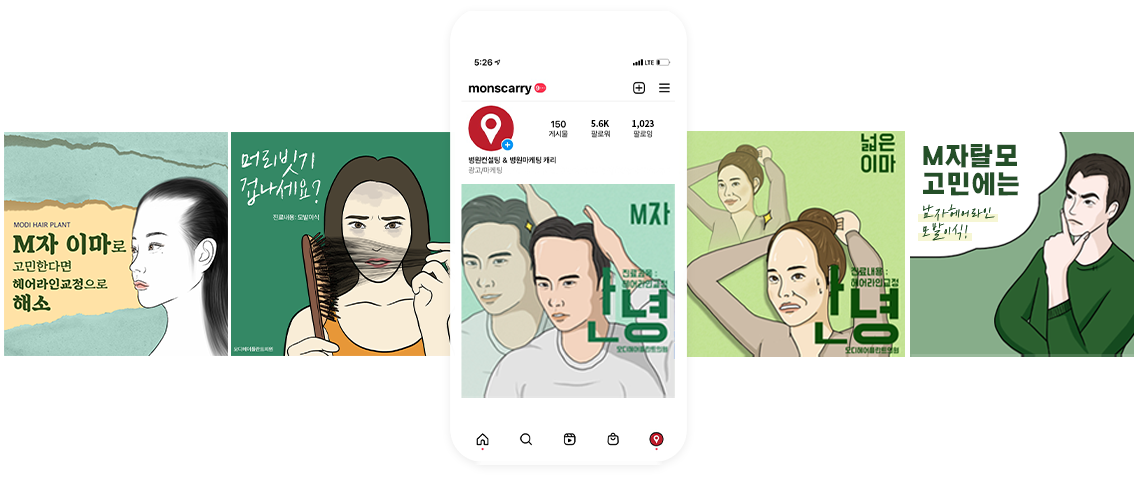 MODI HAIR PLANT
M자 이마로
고민한다면
헤어라인교정으로
해소
머리빗기
겁나세요?
진료내용: 모발이식
모디헤어플란트의원
5:26
LTE
monscarry 9+
150 5.6K 1,023
게시물 팔로워 팔로잉
병원컨설팅 & 병원마케팅 캐리
광고/마케팅
M자
진료과목 :
헤어라인교정
안녕
모디헤어플란트의원
넓은
이마
진료내용 :
헤어라인교정
안녕
모디헤어플란트의원
M자탈모
고민에는
남자헤어라인
모발이식!